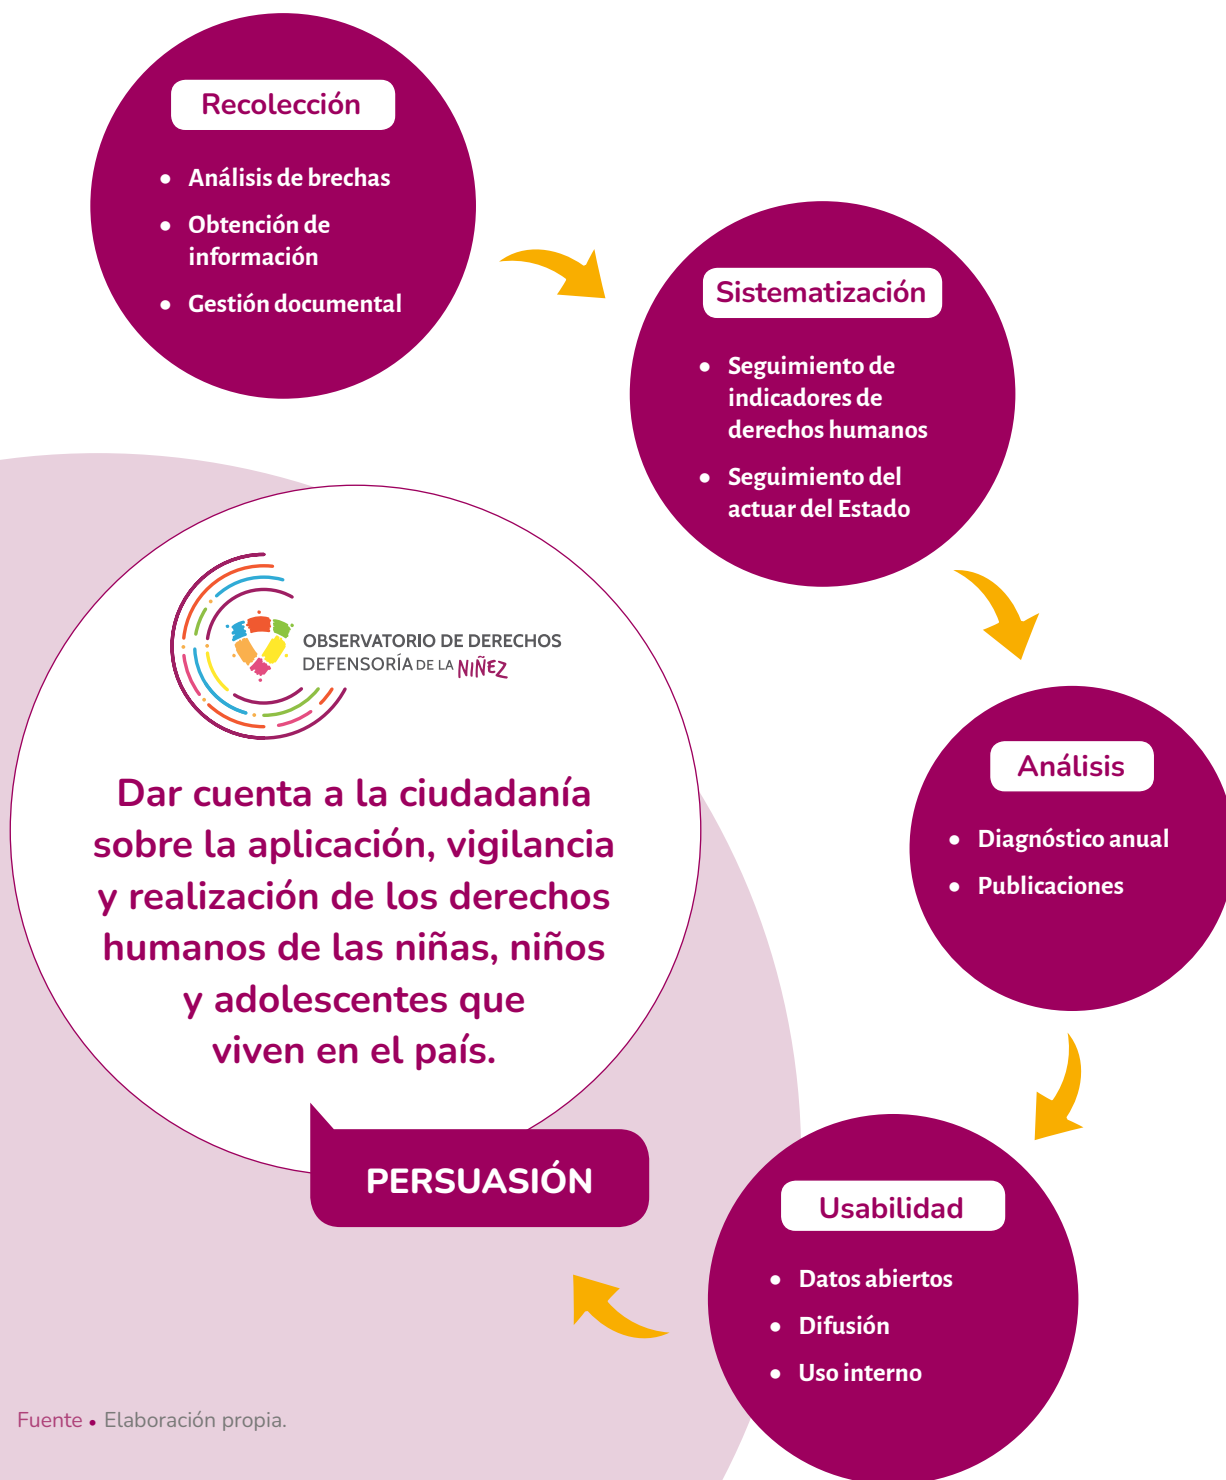 Recolección
• Análisis de brechas
• Obtención de
información
• Gestión documental
Sistematización
• Seguimiento de
indicadores de
derechos humanos
• Seguimiento del
actuar del Estado
Análisis
• Diagnóstico anual
• Publicaciones
Usabilidad
• Datos abiertos
• Difusión
• Uso interno
OBSERVATORIO DE DERECHOS
DEFENSORÍA DE LA NIÑEZ
Dar cuenta a la ciudadanía
sobre la aplicación, vigilancia
y realización de los derechos
humanos de las niñas, niños
y adolescentes que
viven en el país.
PERSUASIÓN
Fuente • Elaboración propia.